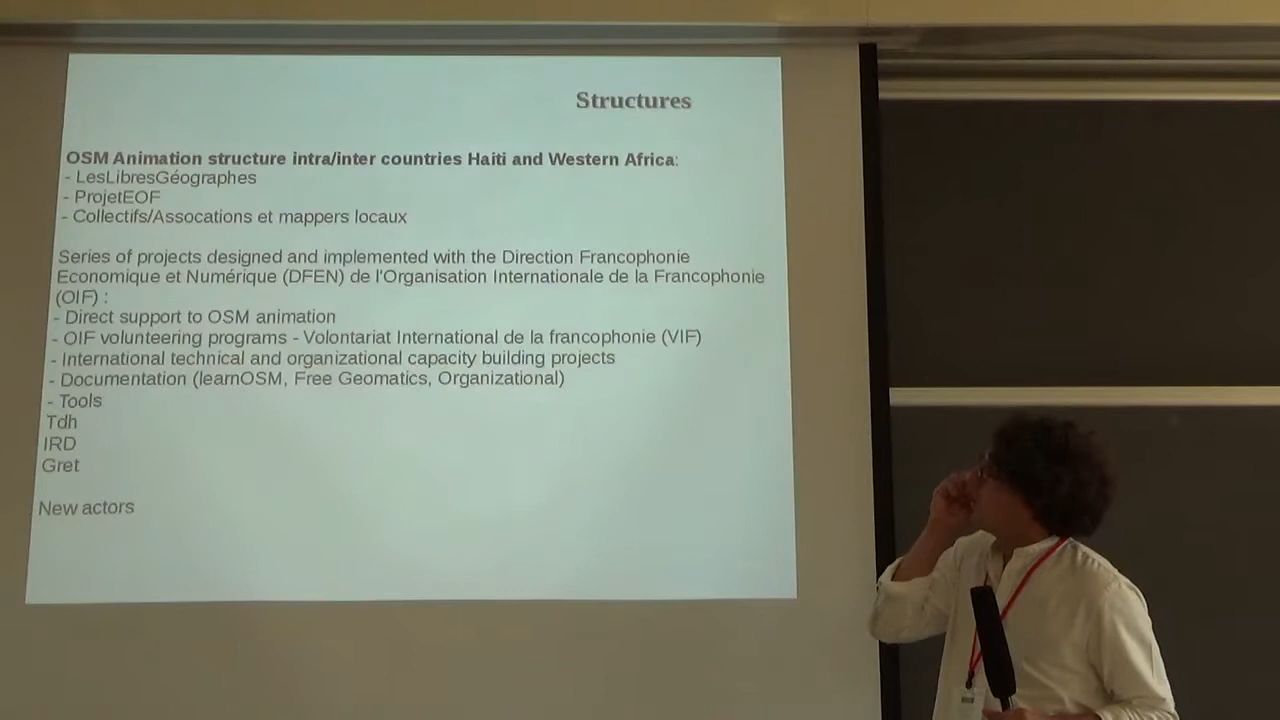 Structures
OSM Animation structure intra/inter countries Haiti and Western Africa:
- LesLibresGéographes
- ProjetEOF
- Collectifs/Assocations et mappers locaux
Series of projects designed and implemented with the Direction Francophonie
Economique et Numérique (DFEN) de l'Organisation Internationale de la Francophonie
(OIF) :
- Direct support to OSM animation
- OIF volunteering programs - Volontariat International de la francophonie (VIF)
- International technical and organizational capacity building projects
- Documentation (learnOSM, Free Geomatics, Organizational)
- Tools
Tdh
IRD
Gret
New actors